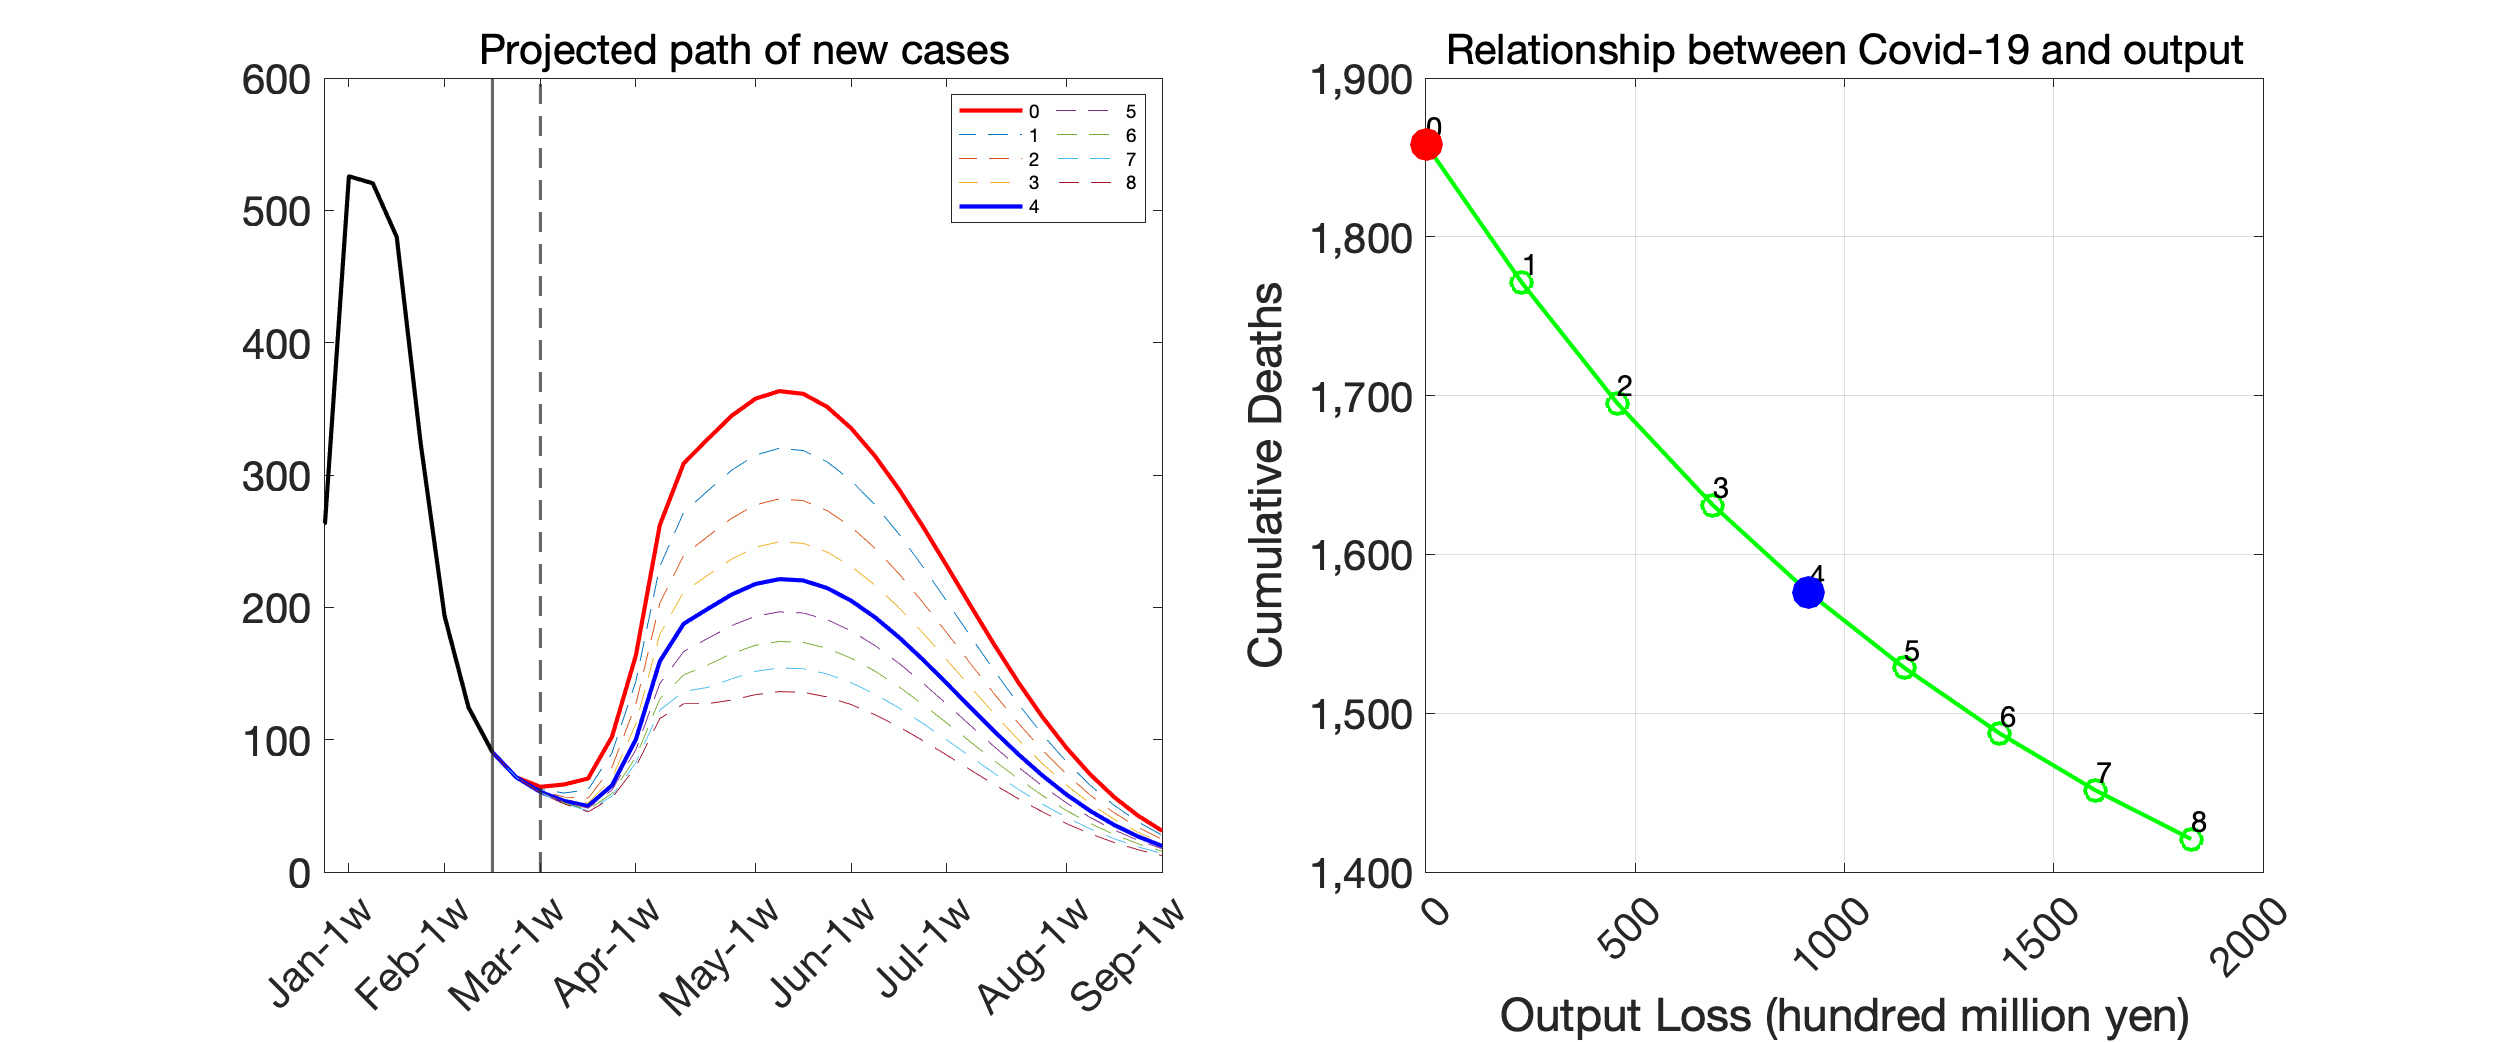 Projected path of new cases
600
500
400
300
200
100
0
0 5
1 6
2 7
3 8
4
Jan-1w
Feb-1w
Mar-1w
Apr-1w
May-1w
Jun-1w
Jul-1w
Aug-1w
Sep-1w
Relationship between Covid-19 and output
Cumulative Deaths
1,900
1,800
1,700
1,600
1,500
1,400
0
1
2
3
4
5
6
7
8
0
500
1000
1500
2000
Output Loss (hundred million yen)